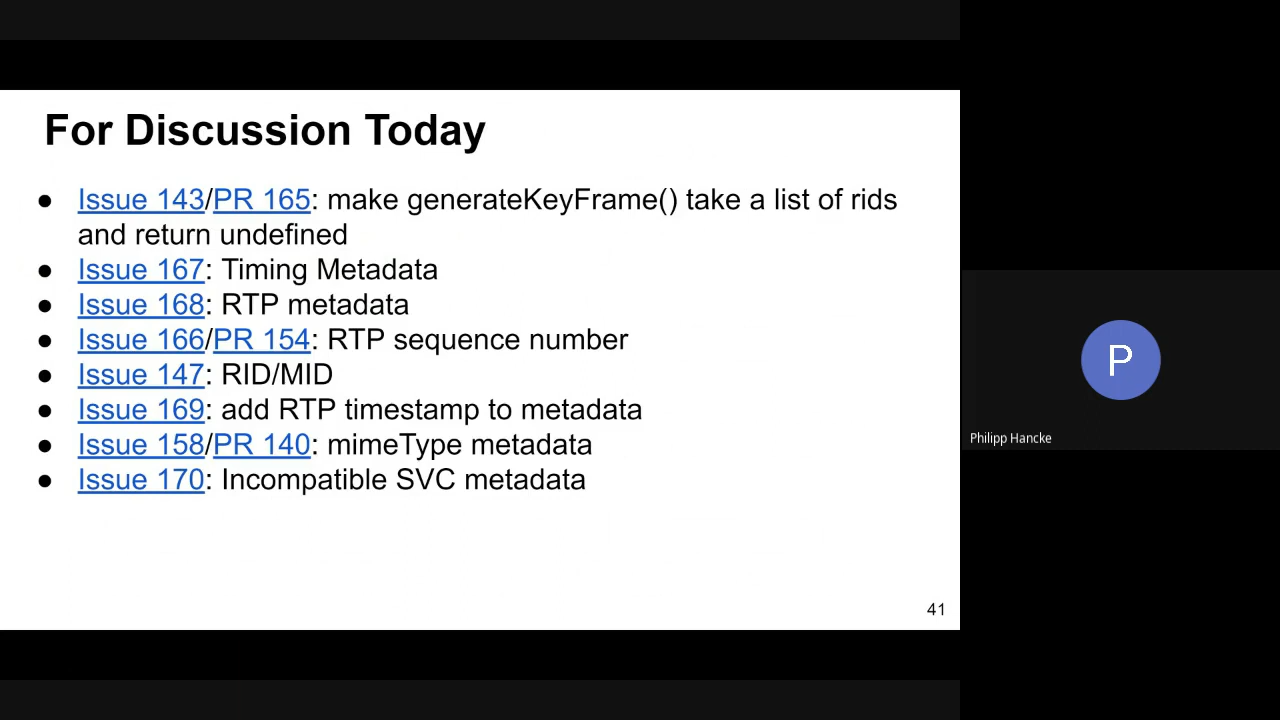 For Discussion Today
● Issue 143/PR 165: make generateKeyFrame() take a list of rids
and return undefined
● Issue 167: Timing Metadata
● Issue 168: RTP metadata
● Issue 166/PR 154: RTP sequence number
● Issue 147: RID/MID
● Issue 169: add RTP timestamp to metadata
● Issue 158/PR 140: mimeType metadata
● Issue 170: Incompatible SVC metadata
41
P
Philipp Hancke